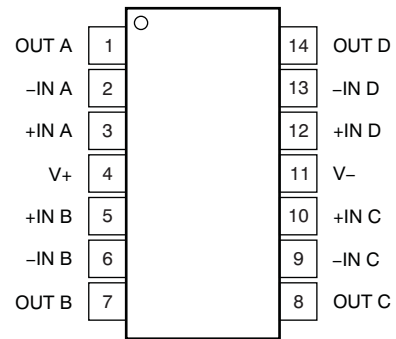 OUT A 1 14 OUT D
−IN A 2 13 −IN D
+IN A 3 12 +IN D
V+ 4 11 V−
+IN B 5 10 +IN C
−IN B 6 9 −IN C
OUT B 7 8 OUT C